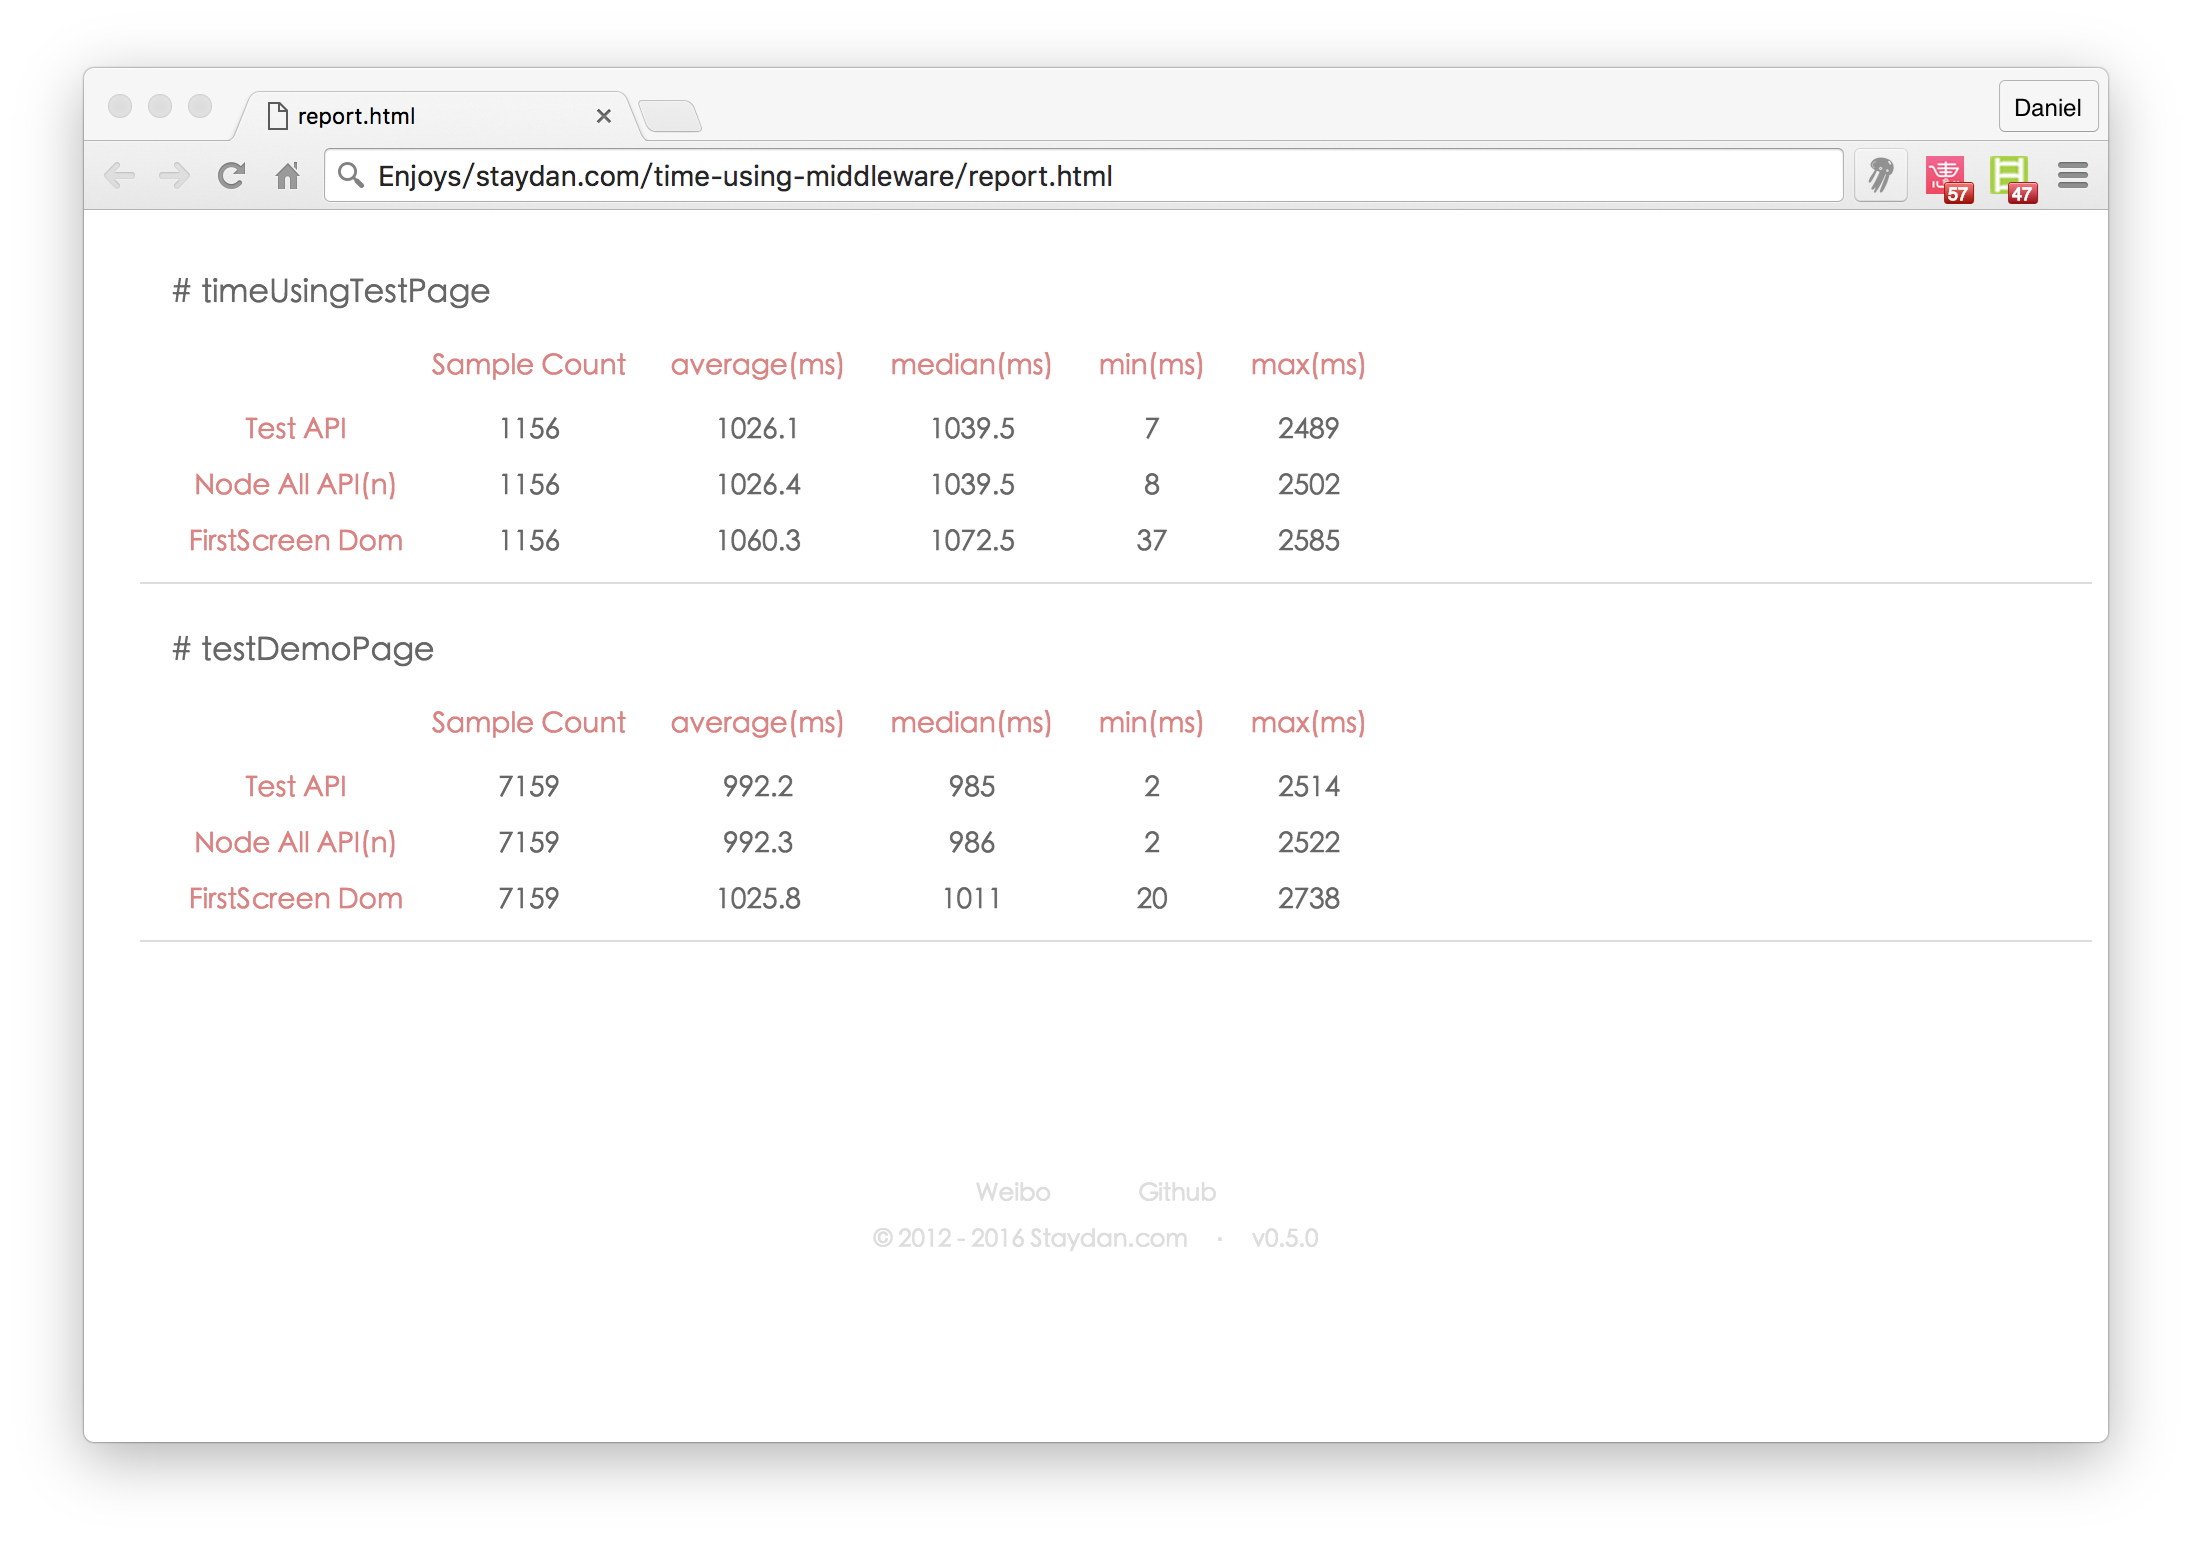 report.html
Daniel
Enjoys/staydan.com/time-using-middleware/report.html
57 47
# timeUsingTestPage
Sample Count average(ms) median(ms) min(ms) max(ms)
Test API 1156 1026.1 1039.5 7 2489
Node All API(n) 1156 1026.4 1039.5 8 2502
FirstScreen Dom 1156 1060.3 1072.5 37 2585
# testDemoPage
Sample Count average(ms) median(ms) min(ms) max(ms)
Test API 7159 992.2 985 2 2514
Node All API(n) 7159 992.3 986 2 2522
FirstScreen Dom 7159 1025.8 1011 20 2738
Weibo Github
© 2012 - 2016 Staydan.com · v0.5.0